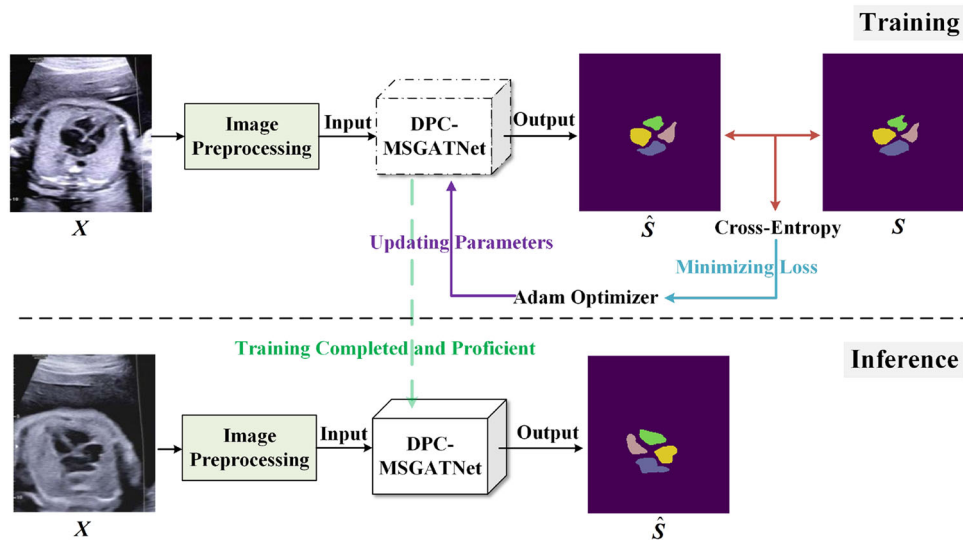 Training
Image
Preprocessing
Input
DPC-
MSGATNet
Output
X
Ŝ
S
Cross-Entropy
Updating Parameters
Minimizing Loss
Adam Optimizer
Training Completed and Proficient
Inference
Image
Preprocessing
Input
DPC-
MSGATNet
Output
X
Ŝ